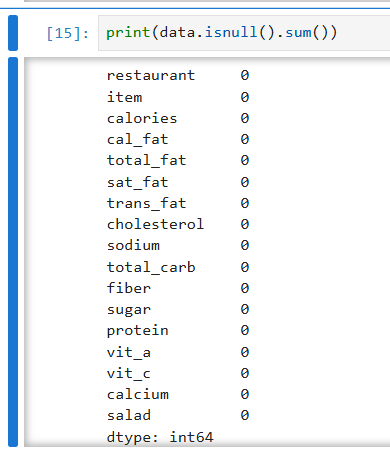 [15]: print(data.isnull().sum())
restaurant 0
item 0
calories 0
cal_fat 0
total_fat 0
sat_fat 0
trans_fat 0
cholesterol 0
sodium 0
total_carb 0
fiber 0
sugar 0
protein 0
vit_a 0
vit_c 0
calcium 0
salad 0
dtype: int64